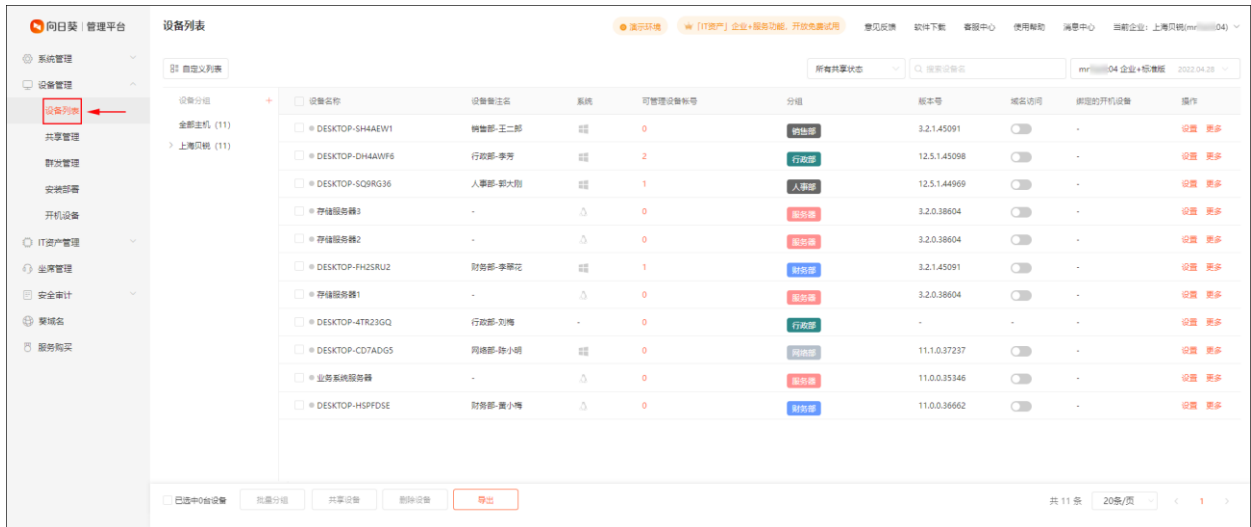 向日葵 | 管理平台
设备列表
演示环境
「IT资产」企业+服务功能，开放免费试用
意见反馈 软件下载 客服中心 使用帮助 消息中心 当前企业：上海贝锐(mr 04)
系统管理
设备管理
设备列表
共享管理
群发管理
安装部署
开机设备
IT资产管理
坐席管理
安全审计
葵域名
服务购买
自定义列表
所有共享状态
搜索设备名
mr 04 企业+标准版 2022.04.28
设备分组 +
全部主机 (11)
上海贝锐 (11)
设备名称 设备备注名 系统 可管理设备帐号 分组 版本号 域名访问 绑定的开机设备 操作
DESKTOP-SH4AEW1 销售部-王二郎 0 销售部 3.2.1.45091 - 设置 更多
DESKTOP-DH4AWF6 行政部-李芳 2 行政部 12.5.1.45098 - 设置 更多
DESKTOP-SQ9RG36 人事部-郭大刚 1 人事部 12.5.1.44969 - 设置 更多
存储服务器3 - 0 服务器 3.2.0.38604 - 设置 更多
存储服务器2 - 0 服务器 3.2.0.38604 - 设置 更多
DESKTOP-FH2SRU2 财务部-李翠花 1 财务部 3.2.1.45091 - 设置 更多
存储服务器1 - 0 服务器 3.2.0.38604 - 设置 更多
DESKTOP-4TR23GQ 行政部-刘梅 - 0 行政部 - - - 设置 更多
DESKTOP-CD7ADG5 网络部-陈小明 0 网络部 11.1.0.37237 - 设置 更多
业务系统服务器 - 0 服务器 11.0.0.35346 - 设置 更多
DESKTOP-HSPFDSE 财务部-黄小梅 0 财务部 11.0.0.36662 - 设置 更多
已选中0台设备 批量分组 共享设备 删除设备 导出
共 11 条 20条/页 < 1 >